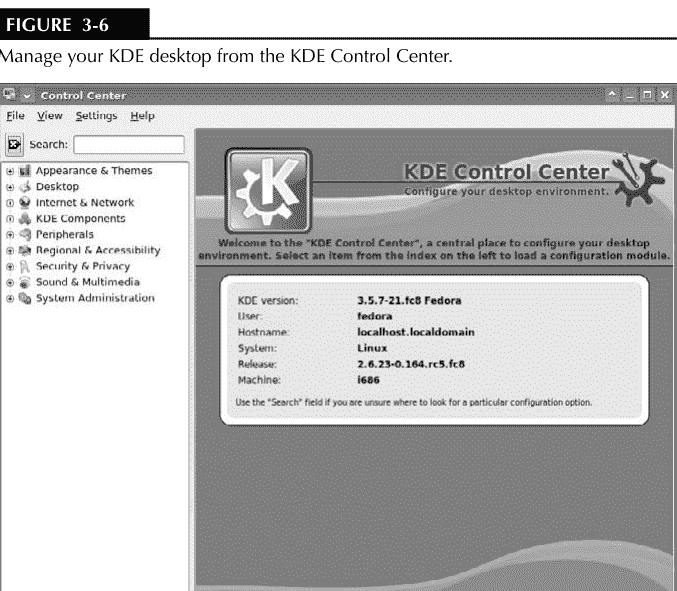 FIGURE 3-6
Manage your KDE desktop from the KDE Control Center.
Control Center
File View Settings Help
Search:
Appearance & Themes
Desktop
Internet & Network
KDE Components
Peripherals
Regional & Accessibility
Security & Privacy
Sound & Multimedia
System Administration
KDE Control Center
Configure your desktop environment.
Welcome to the "KDE Control Center", a central place to configure your desktop
environment. Select an item from the index on the left to load a configuration module.
KDE version: 3.5.7-21.fc8 Fedora
User: fedora
Hostname: localhost.localdomain
System: Linux
Release: 2.6.23-0.164.rc5.fc8
Machine: i686
Use the "Search" field if you are unsure where to look for a particular configuration option.